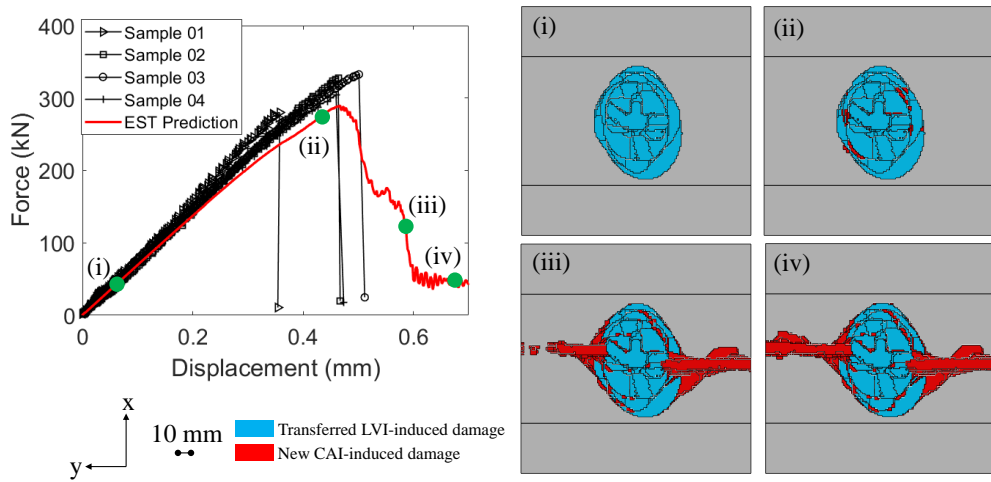 400
300
200
100
0
Force (kN)
Sample 01
Sample 02
Sample 03
Sample 04
EST Prediction
(i)
(ii)
(iii)
(iv)
0
0.2
0.4
0.6
Displacement (mm)
x
y
10 mm
Transferred LVI-induced damage
New CAI-induced damage
(i)
(ii)
(iii)
(iv)